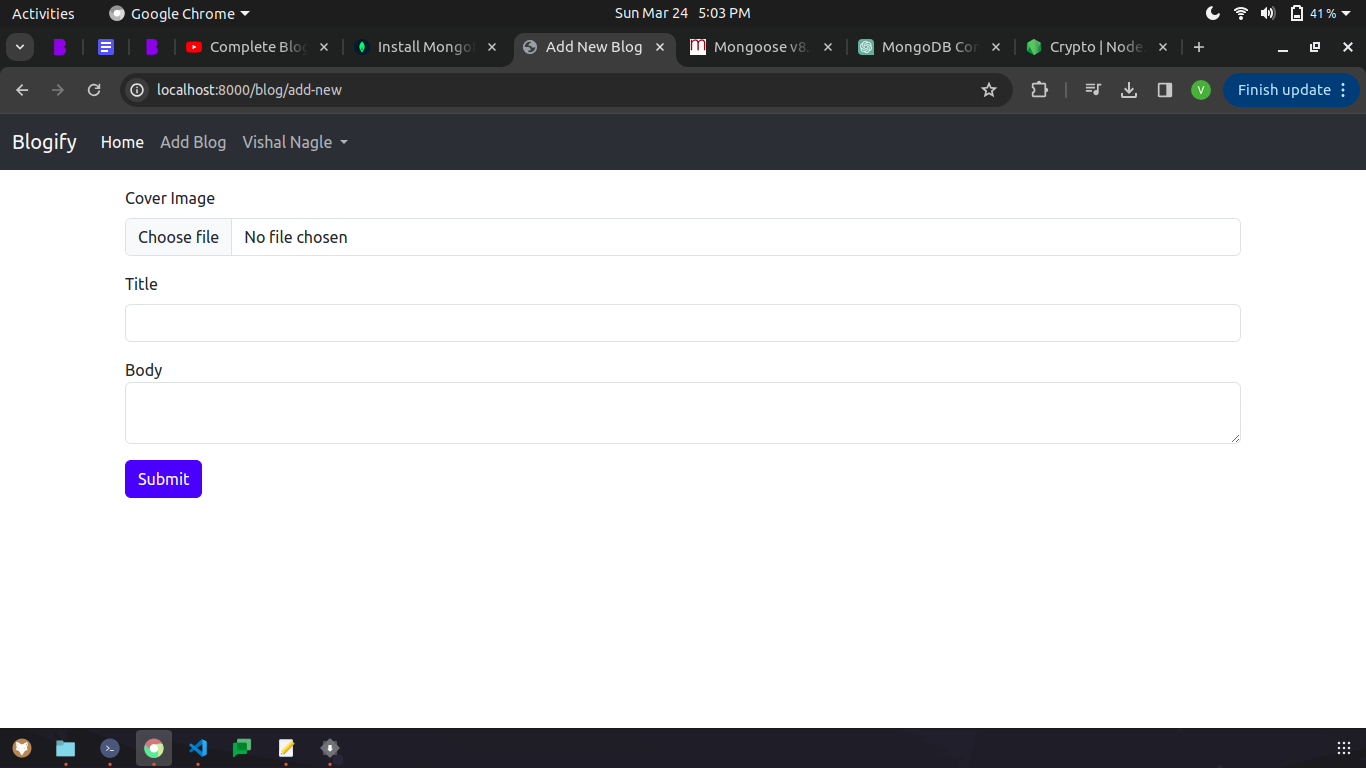 Activities Google Chrome Sun Mar 24 5:03 PM 41 %
Complete Blo Install Mongo Add New Blog Mongoose v8. MongoDB Con Crypto | Node.
localhost:8000/blog/add-new V Finish update
Blogify Home Add Blog Vishal Nagle
Cover Image
Choose file No file chosen
Title
Body
Submit